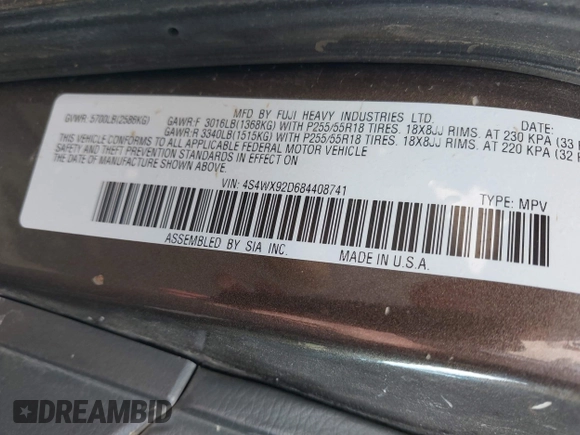 MFD BY FUJI HEAVY INDUSTRIES LTD. DATE:
GVWR 5700LB(2586KG) GAWR:F 3016LB(1368KG) WITH P255/55R18 TIRES. 18X8JJ RIMS. AT 230 KPA (33
GAWR:R 3340LB(1515KG) WITH P255/55R18 TIRES. 18X8JJ RIMS. AT 220 KPA (32
THIS VEHICLE CONFORMS TO ALL APPLICABLE FEDERAL MOTOR VEHICLE
SAFETY AND THEFT PREVENTION STANDARDS IN EFFECT ON
THE DATE OF MANUFACTURE SHOWN ABOVE.
VIN: 4S4WX92D684408741 TYPE: MPV
ASSEMBLED BY SIA INC. MADE IN U.S.A.
DREAMBID